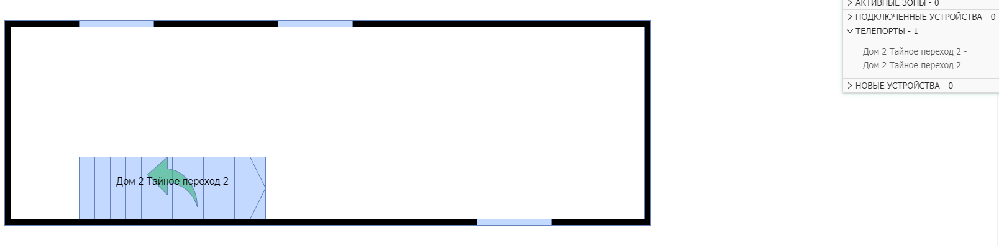 АКТИВНЫЕ ЗОНЫ - 0
ПОДКЛЮЧЕННЫЕ УСТРОЙСТВА - 0
ТЕЛЕПОРТЫ - 1
Дом 2 Тайное переход 2 -
Дом 2 Тайное переход 2
НОВЫЕ УСТРОЙСТВА - 0
Дом 2 Тайное переход 2